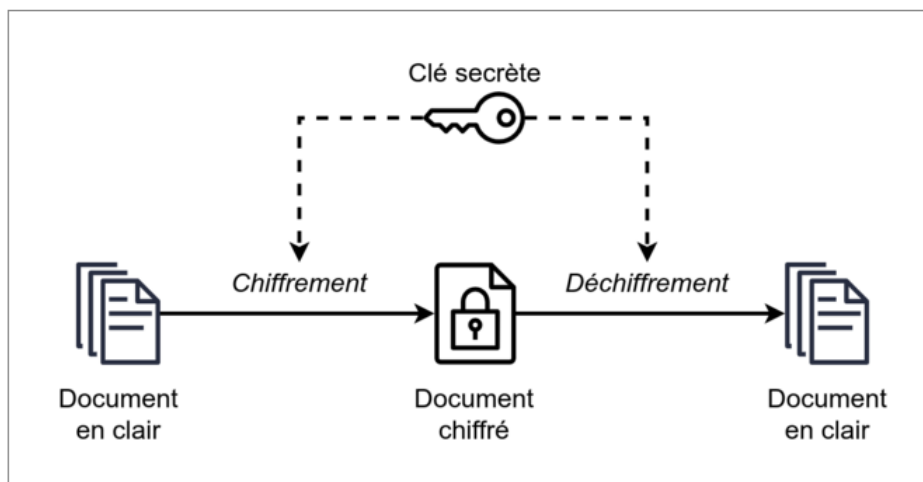 Clé secrète
Chiffrement
Déchiffrement
Document
en clair
Document
chiffré
Document
en clair